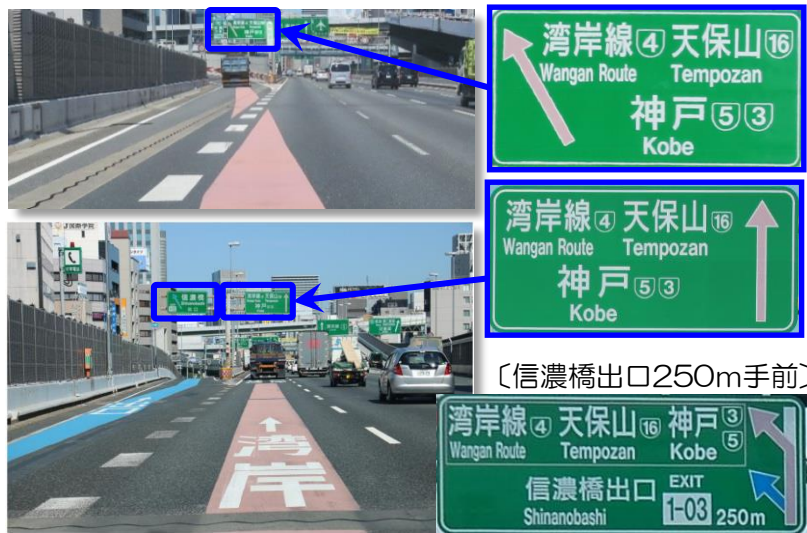 湾岸線④ 天保山⑯
Wangan Route Tempozan
神戸⑤③
Kobe
湾岸線④ 天保山⑯
Wangan Route Tempozan
神戸⑤③
Kobe
信濃橋
湾岸
〔信濃橋出口250m手前〕
湾岸線④ 天保山⑯ 神戸③⑤
Wangan Route Tempozan Kobe
信濃橋出口 EXIT 1-03 250m
Shinanobashi